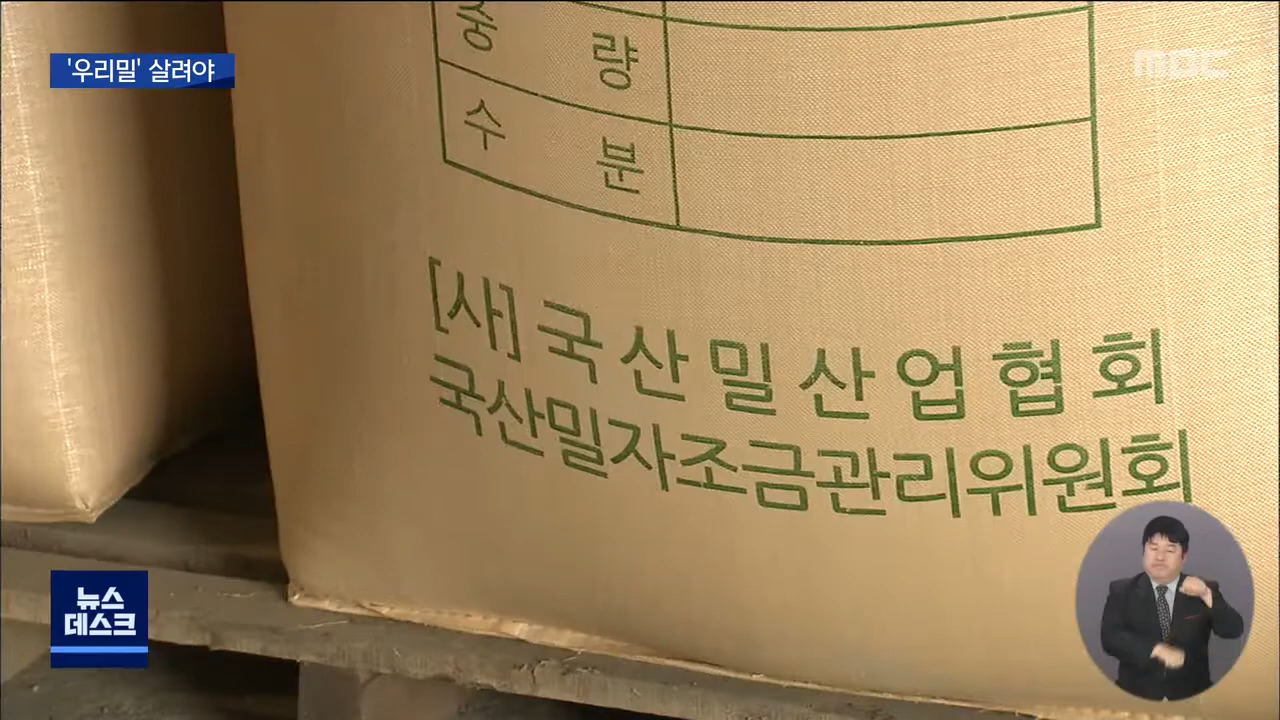 '우리밀' 살려야
MBC
중 량
수 분
[사] 국산밀산업협회
국산밀자조금관리위원회
뉴스
데스크